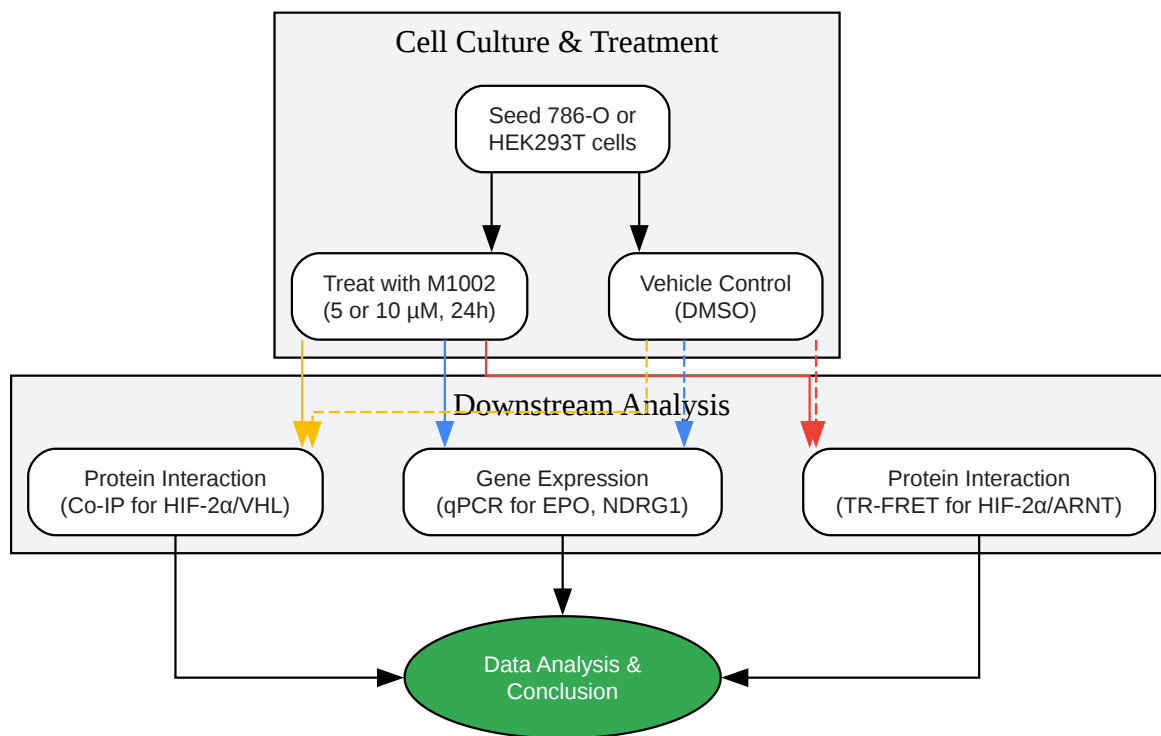 Cell Culture & Treatment
Seed 786-O or
HEK293T cells
Treat with M1002
(5 or 10 µM, 24h)
Vehicle Control
(DMSO)
Downstream Analysis
Protein Interaction
(Co-IP for HIF-2α/VHL)
Gene Expression
(qPCR for EPO, NDRG1)
Protein Interaction
(TR-FRET for HIF-2α/ARNT)
Data Analysis &
Conclusion